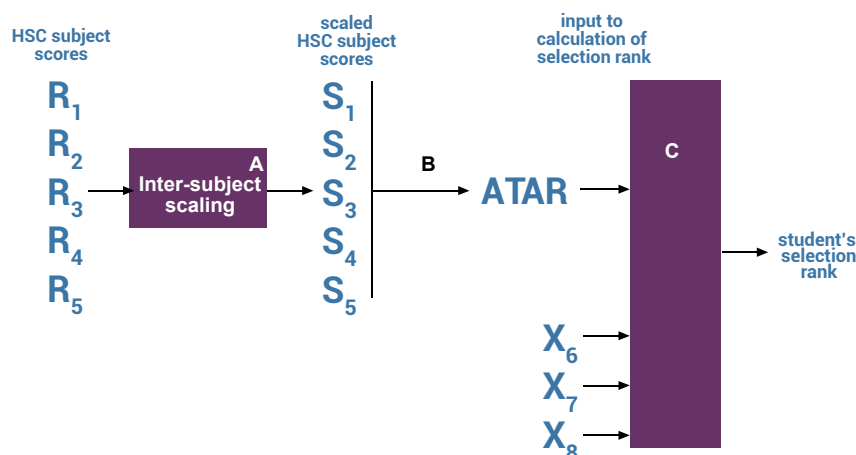 HSC subject
scores
R1
R2
R3
R4
R5
A
Inter-subject
scaling
scaled
HSC subject
scores
S1
S2
S3
S4
S5
B
input to
calculation of
selection rank
ATAR
X6
X7
X8
C
student's
selection
rank